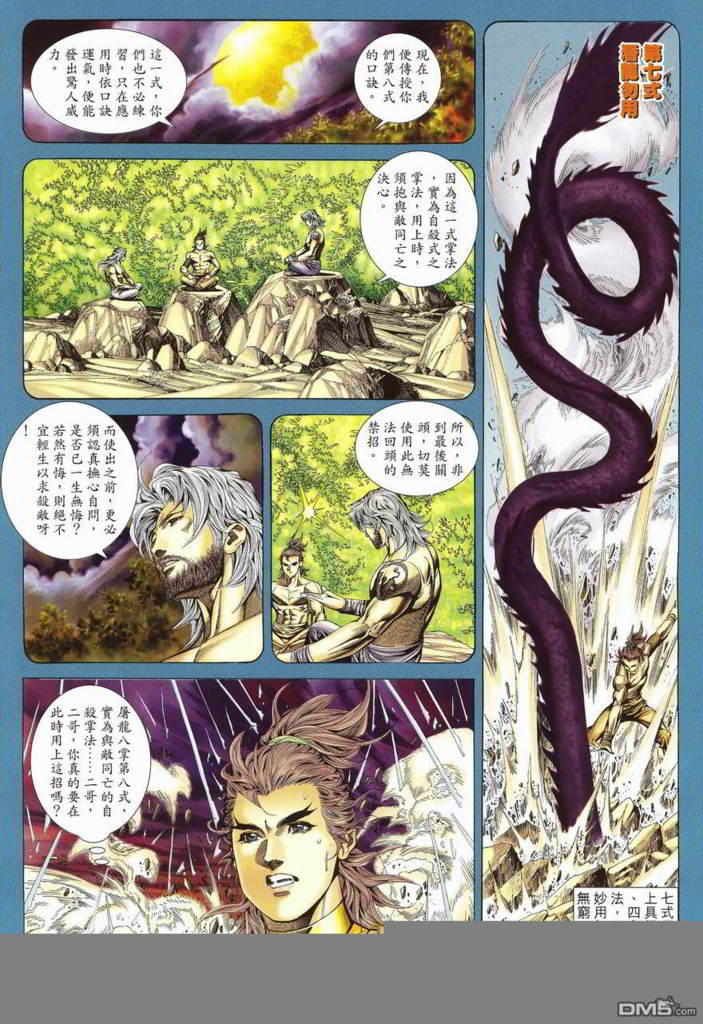 第七式
潛龍勿用
現在，我
便傳授你
們第八式
的口訣。
這一式，你
們也不必練
習，只在應
用時依口訣
運氣，便能
發出驚人威
力。
因為這一式掌法
，實為自殺式之
掌法，用上時，
須抱與敵同亡之
決心。
所以，非
到最後關
頭，切莫
使用此無
法回頭的
禁招。
而使出之前，更必
須認真撫心自問，
是否已一生無悔？
若然有悔，則絕不
宜輕生以求殺敵呀
！
屠龍八掌第八式，
實為與敵同亡的自
殺掌法……二哥，
二哥，你真的要在
此時用上這招嗎？
七式
上具
法、
妙用，四
無窮
DM5.com